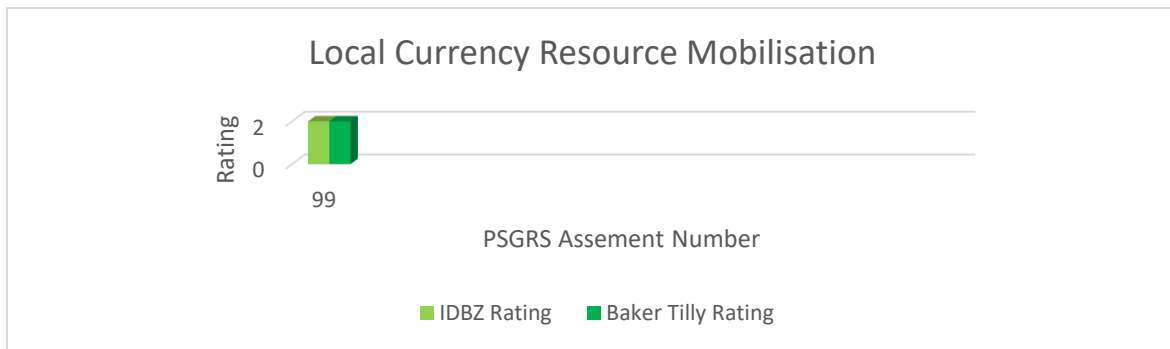 Local Currency Resource Mobilisation
Rating
2
0
99
PSGRS Assement Number
IDBZ Rating
Baker Tilly Rating